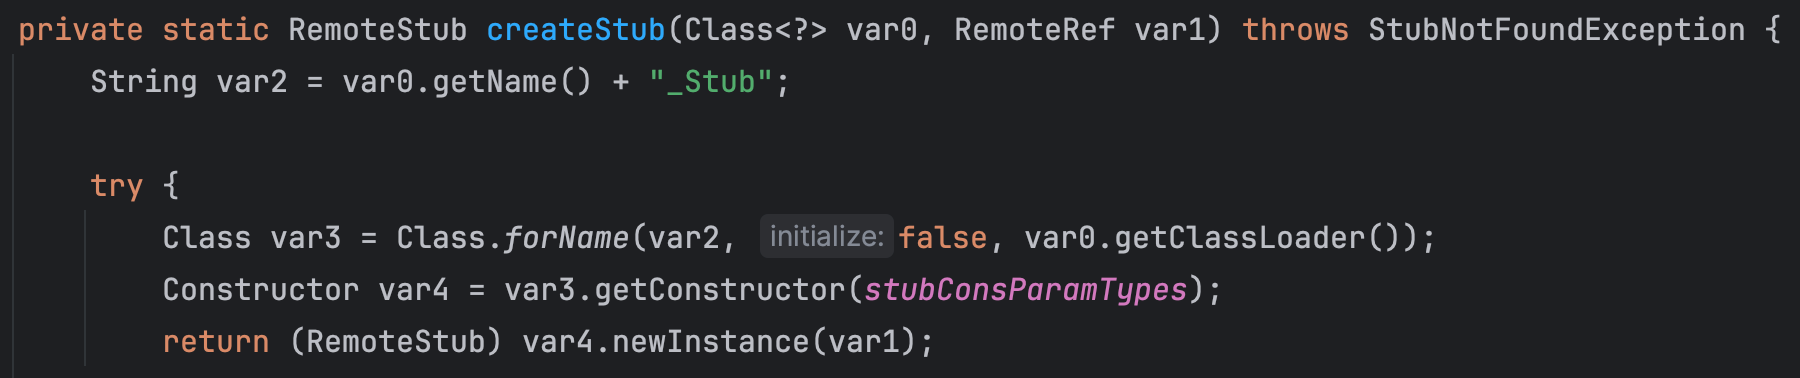 private static RemoteStub createStub(Class<?> var0, RemoteRef var1) throws StubNotFoundException {
String var2 = var0.getName() + "_Stub";
try {
Class var3 = Class.forName(var2, initialize: false, var0.getClassLoader());
Constructor var4 = var3.getConstructor(stubConsParamTypes);
return (RemoteStub) var4.newInstance(var1);